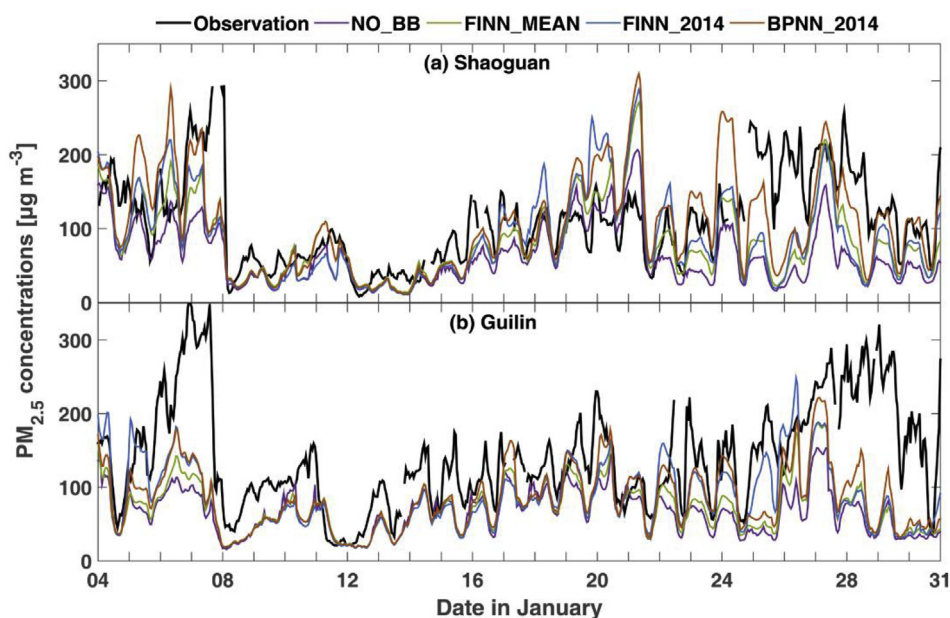 Observation NO_BB FINN_MEAN FINN_2014 BPNN_2014
(a) Shaoguan
300
200
100
0
(b) Guilin
300
200
100
0
PM2.5 concentrations [µg m-3]
04 08 12 16 20 24 28 31
Date in January